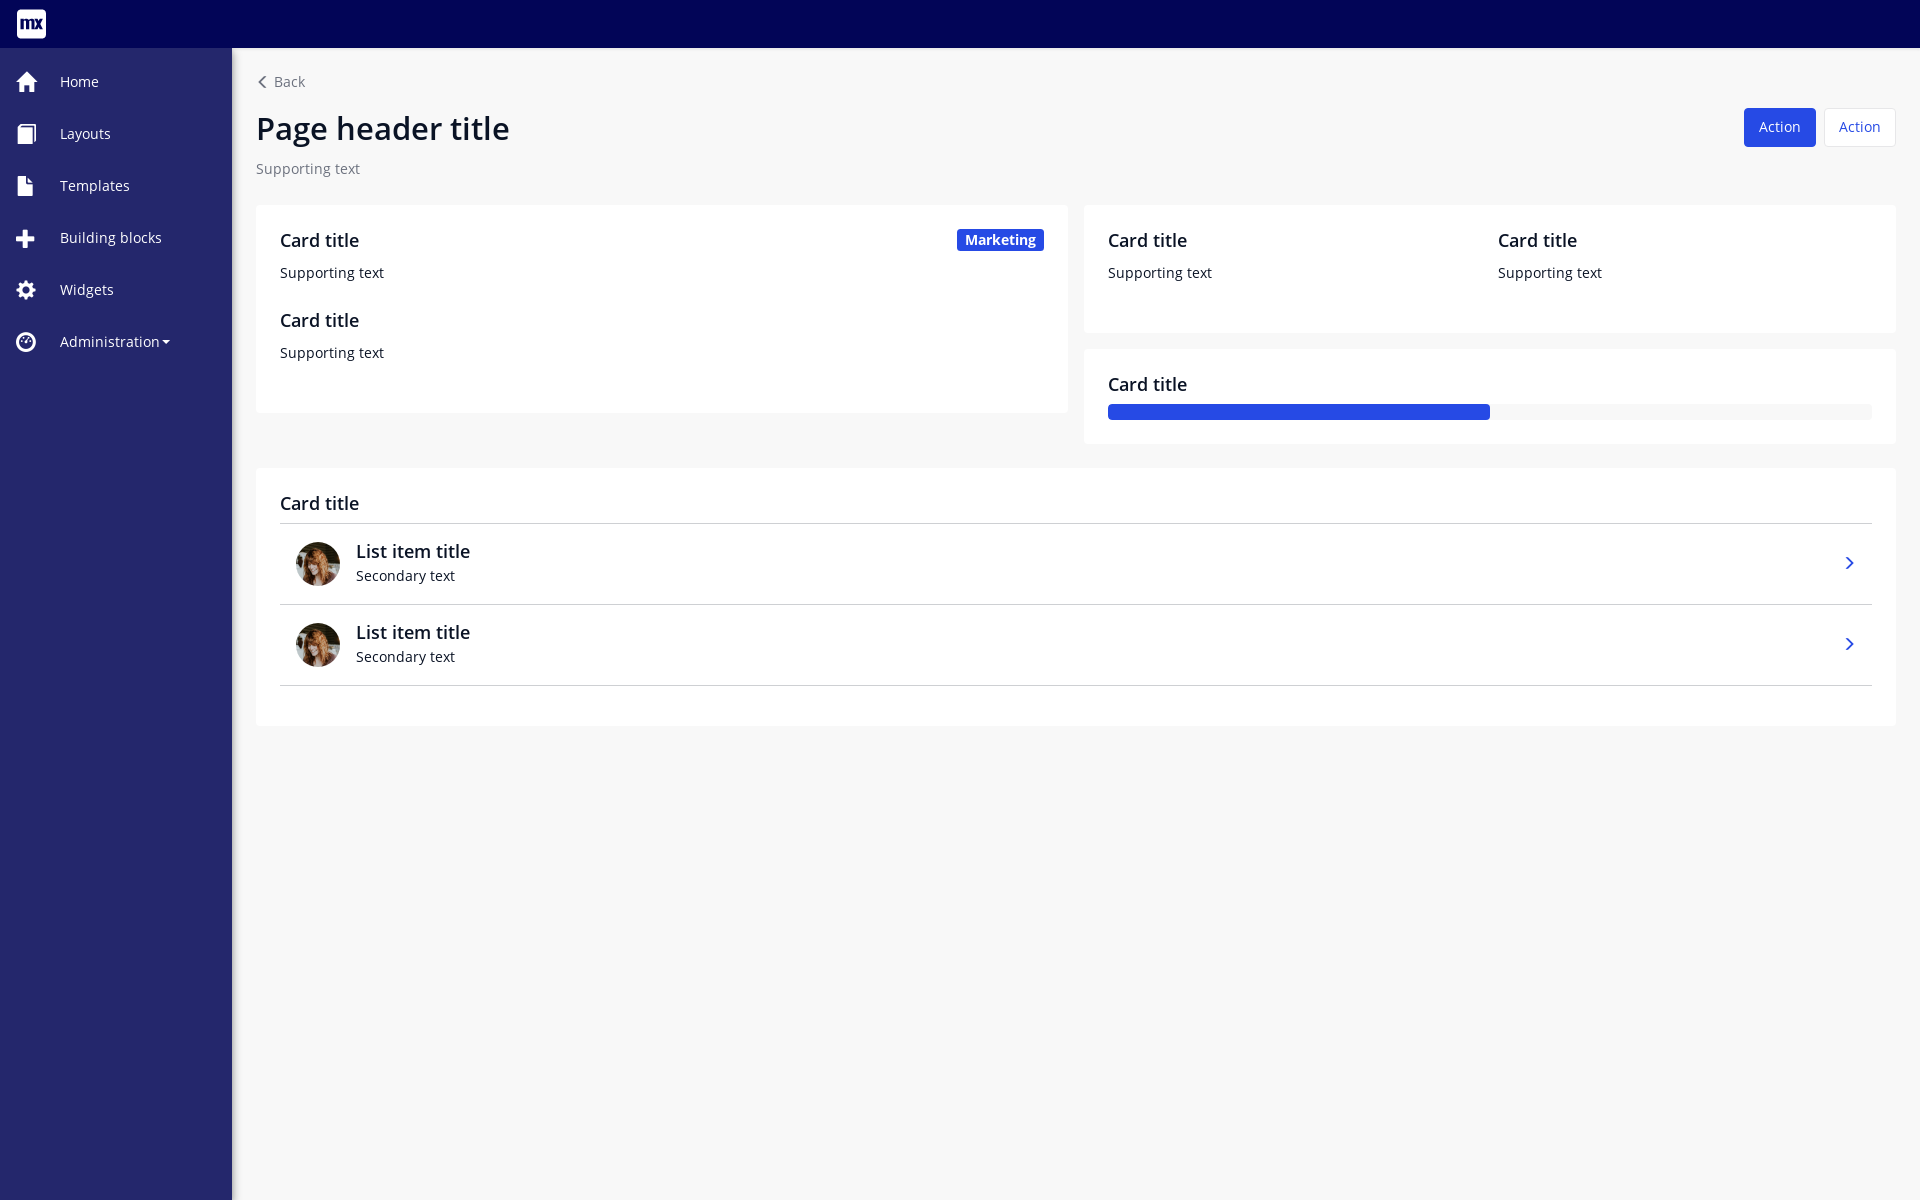 mx
Home
Layouts
Templates
Building blocks
Widgets
Administration
Back
Page header title
Supporting text
Action
Action
Card title
Marketing
Supporting text
Card title
Supporting text
Card title
Supporting text
Card title
Supporting text
Card title
Card title
List item title
Secondary text
List item title
Secondary text